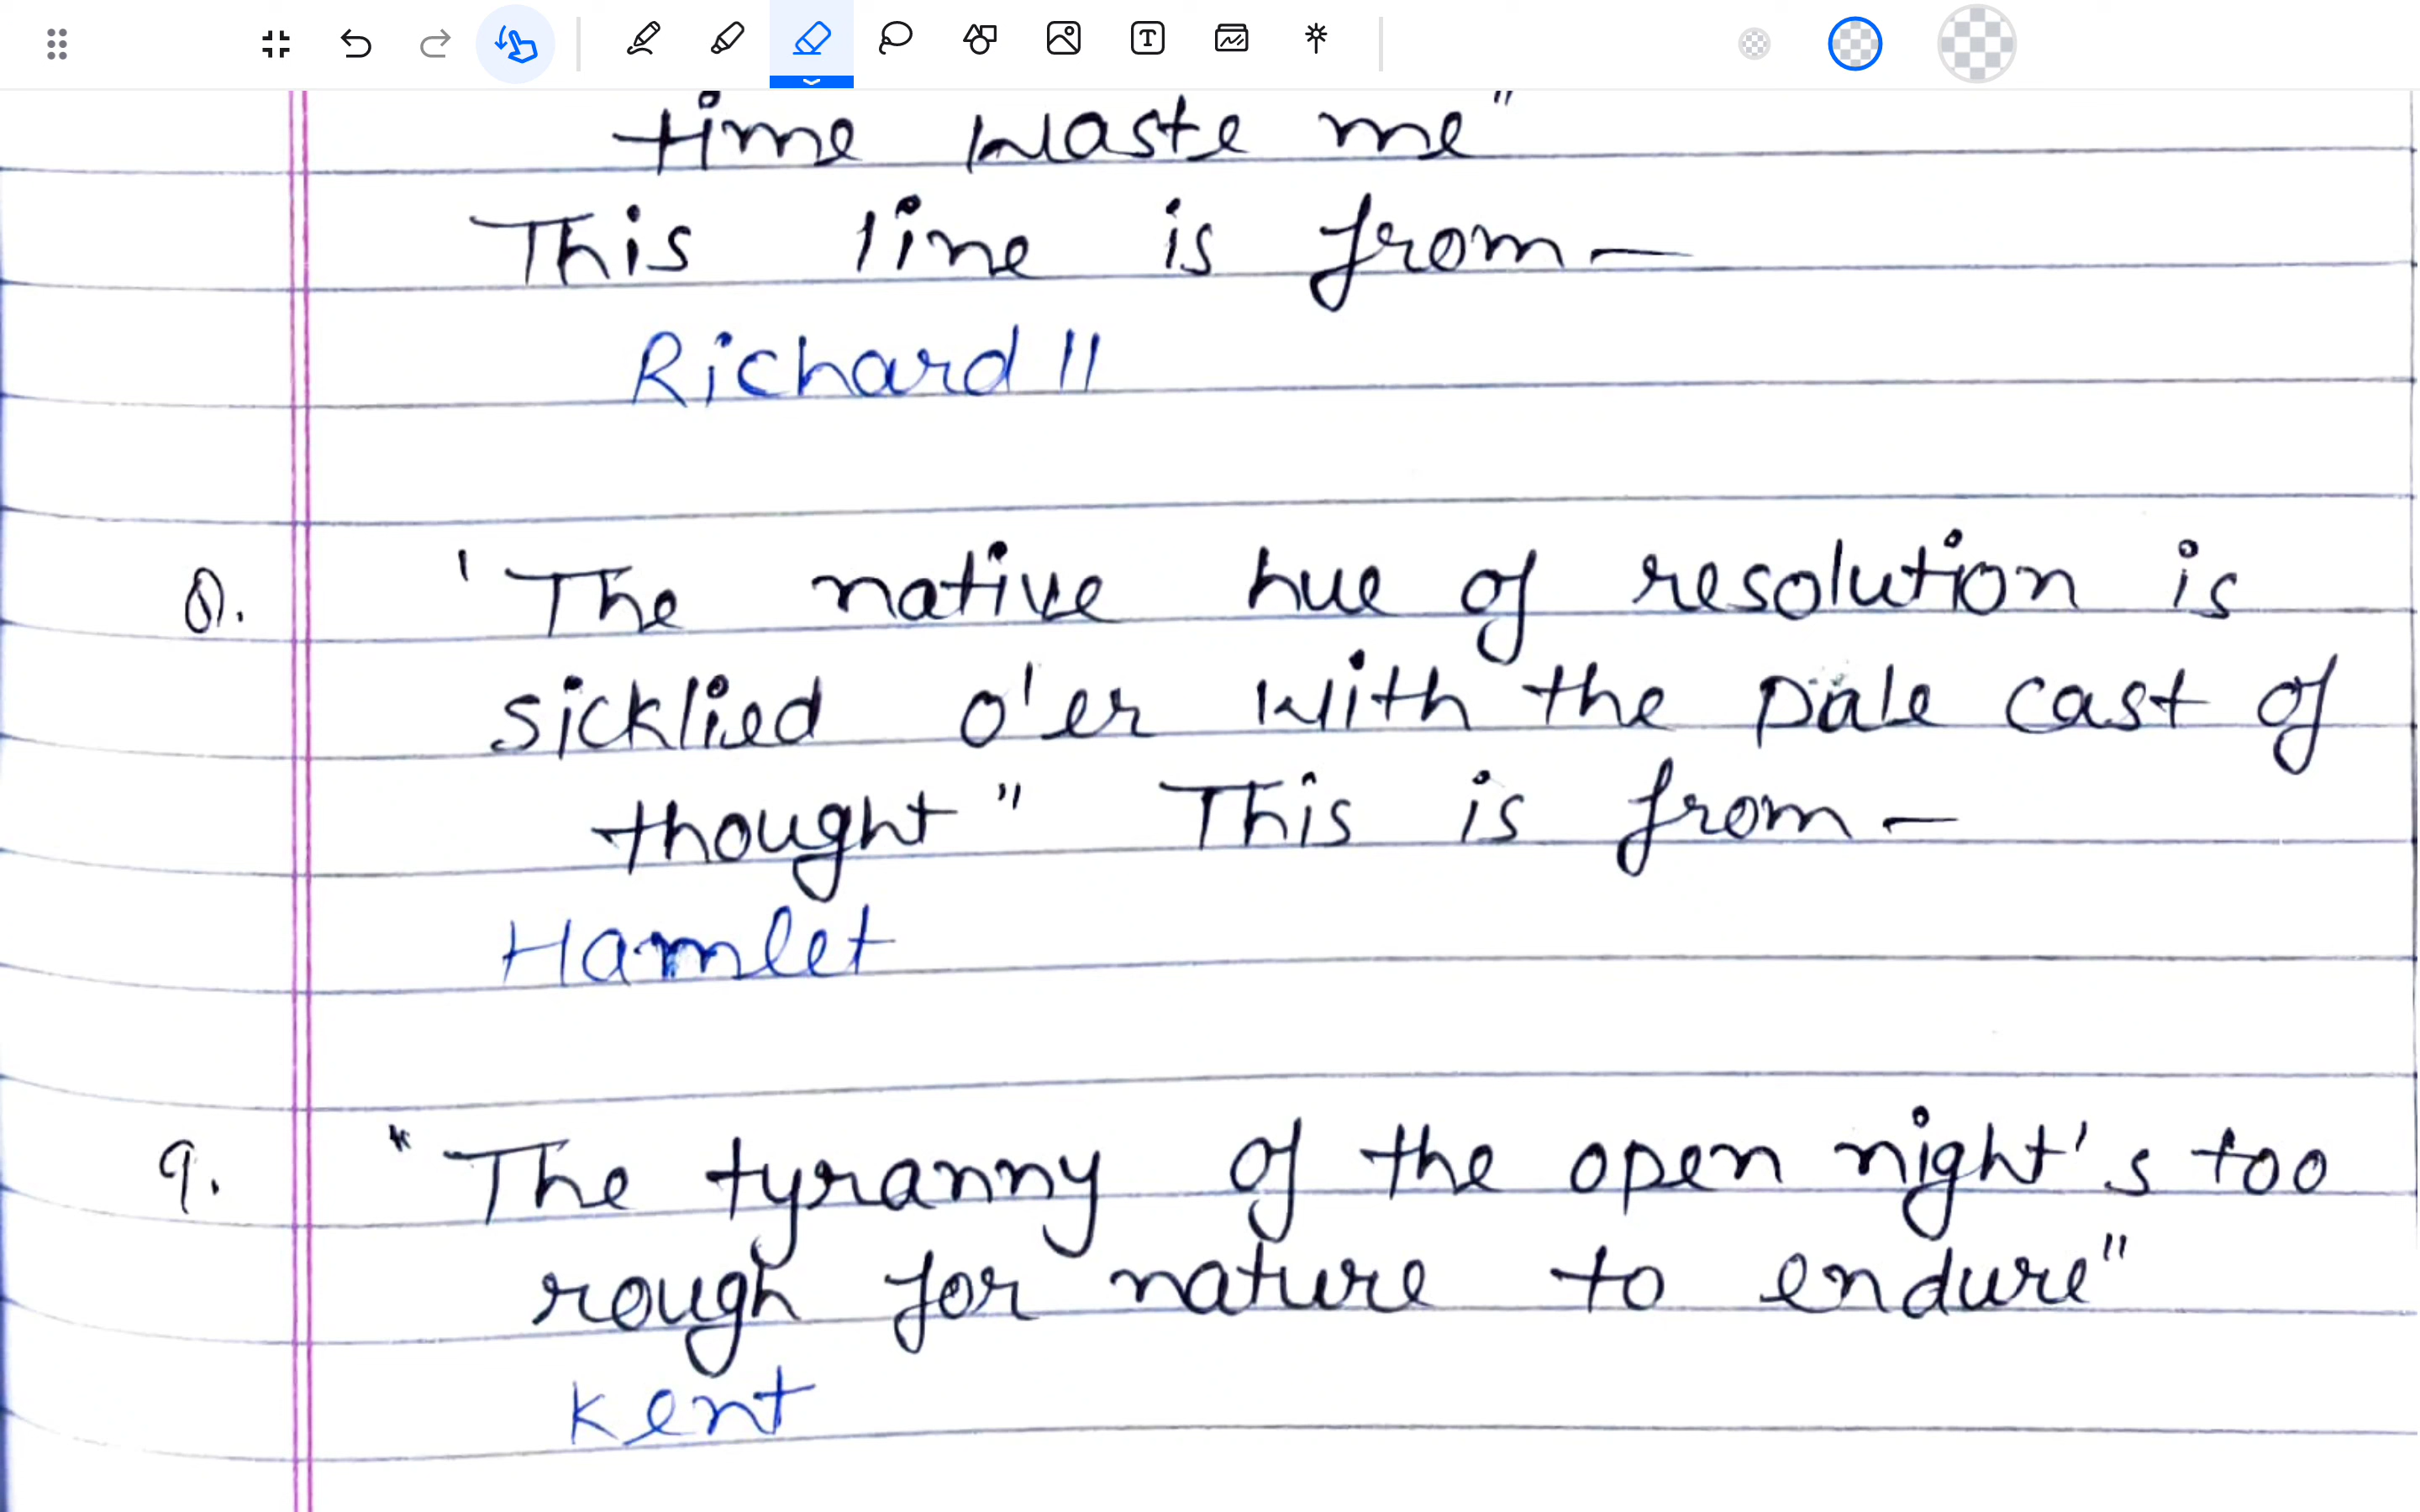 time waste me"
This line is from—
Richard II
8. 'The native hue of resolution is
sicklied o'er with the pale cast of
thought" This is from—
Hamlet
9. "The tyranny of the open night's too
rough for nature to endure"
Kent